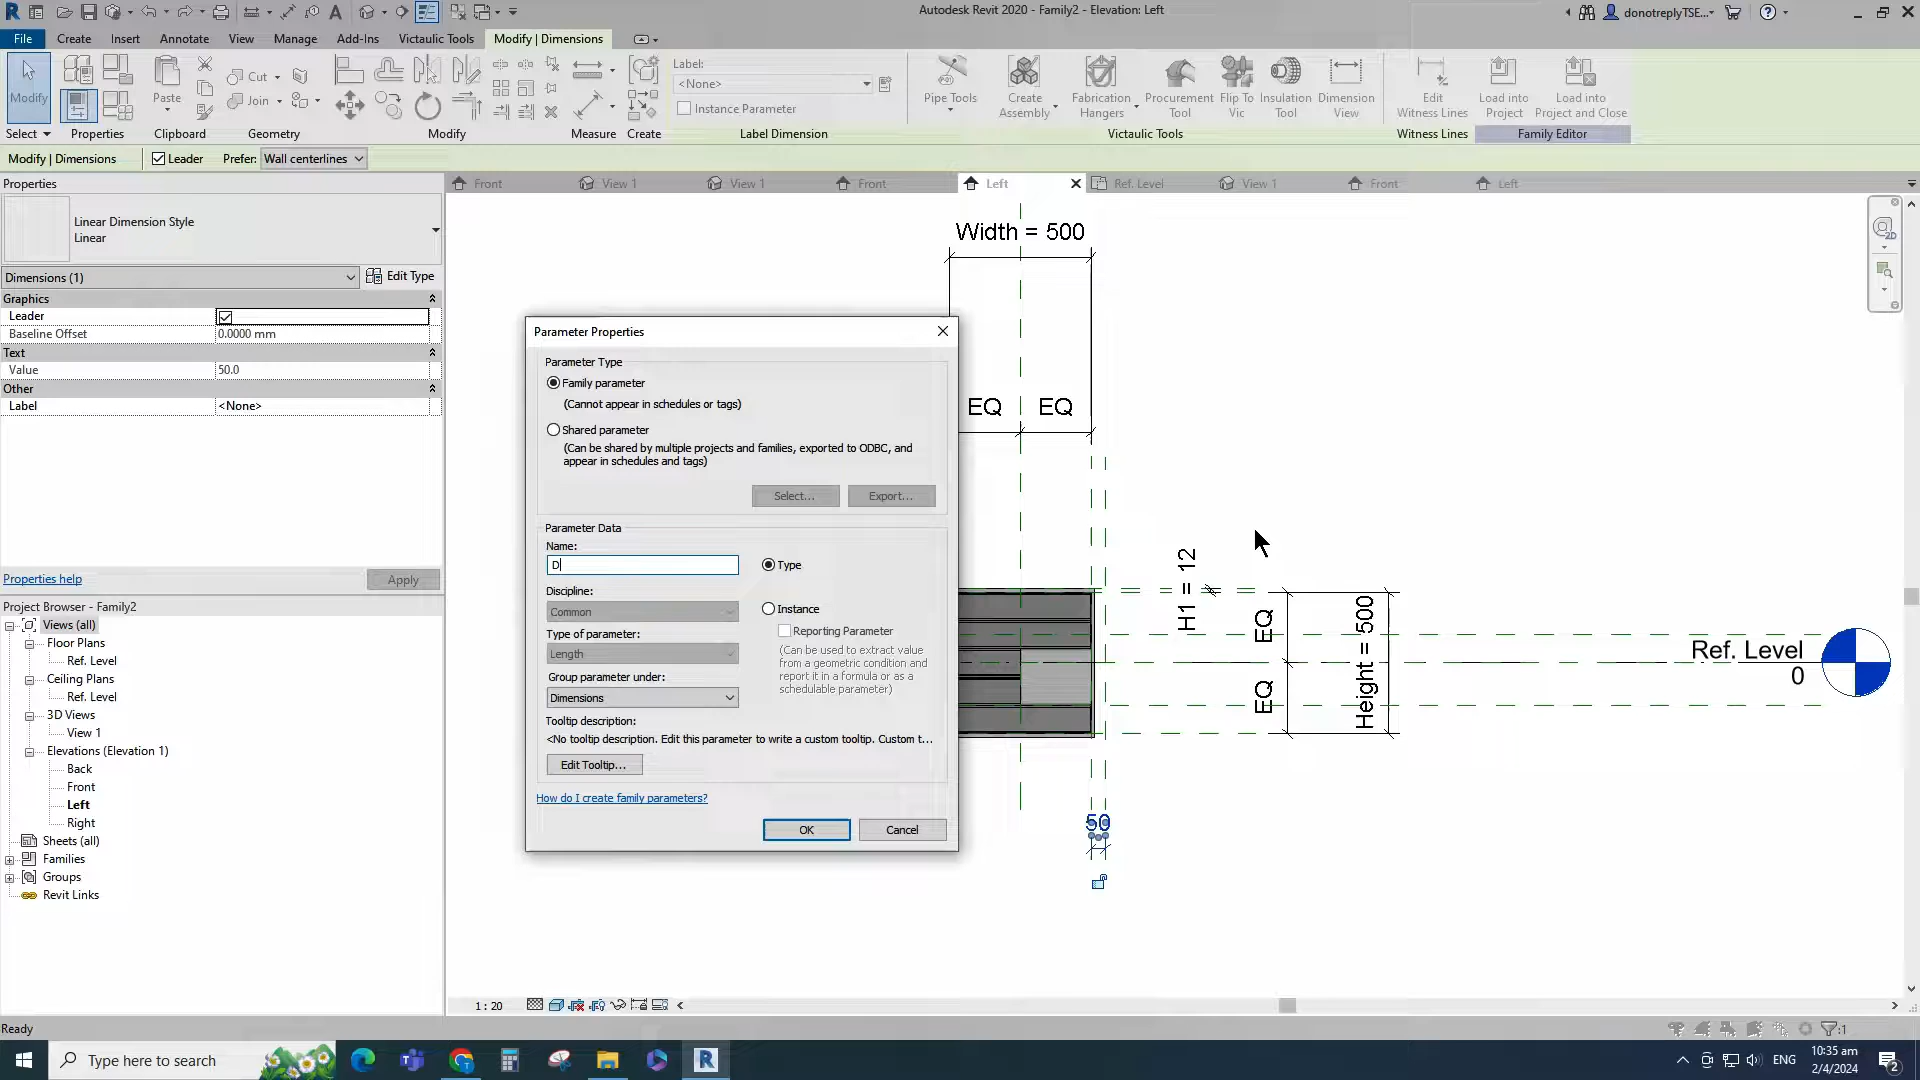 Autodesk Revit 2020 - Family2 - Elevation: Left
donotreplyTSE...
File
Create
Insert
Annotate
View
Manage
Add-Ins
Victaulic Tools
Modify | Dimensions
Modify
Paste
Cut
Join
Label:
<None>
Instance Parameter
Pipe Tools
Create
Assembly
Fabrication
Hangers
Procurement
Tool
Flip To
Vic
Insulation
Tool
Dimension
View
Edit
Witness Lines
Load into
Project
Load into
Project and Close
Select
Properties
Clipboard
Geometry
Modify
Measure
Create
Label Dimension
Victaulic Tools
Witness Lines
Family Editor
Modify | Dimensions
Leader
Prefer:
Wall centerlines
Properties
Front
View 1
View 1
Front
Left
Ref. Level
View 1
Front
Left
Linear Dimension Style
Linear
Dimensions (1)
Edit Type
Graphics
Leader
Baseline Offset
0.0000 mm
Text
Value
50.0
Other
Label
<None>
Properties help
Apply
Project Browser - Family2
Views (all)
Floor Plans
Ref. Level
Ceiling Plans
Ref. Level
3D Views
View 1
Elevations (Elevation 1)
Back
Front
Left
Right
Sheets (all)
Families
Groups
Revit Links
Width = 500
EQ
EQ
H1 = 12
EQ
EQ
Height = 500
Ref. Level
0
50
2D
Parameter Properties
Parameter Type
Family parameter
(Cannot appear in schedules or tags)
Shared parameter
(Can be shared by multiple projects and families, exported to ODBC, and
appear in schedules and tags)
Select...
Export...
Parameter Data
Name:
D
Type
Discipline:
Common
Instance
Type of parameter:
Reporting Parameter
Length
(Can be used to extract value
from a geometric condition and
report it in a formula or as a
schedulable parameter)
Group parameter under:
Dimensions
Tooltip description:
<No tooltip description. Edit this parameter to write a custom tooltip. Custom t...
Edit Tooltip...
How do I create family parameters?
OK
Cancel
1 : 20
Ready
:1
Type here to search
ENG
10:35 am
2/4/2024
2